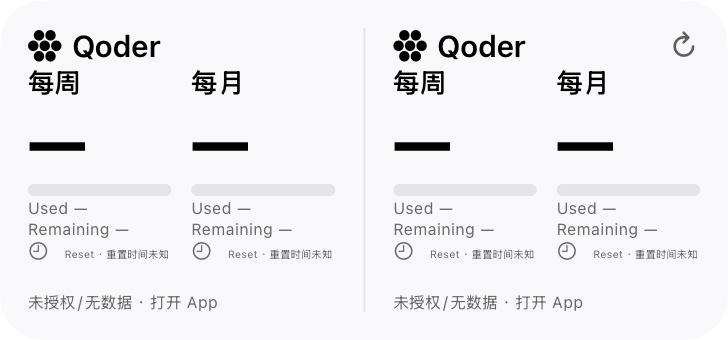 Qoder
每周 每月
— —
Used — Used —
Remaining — Remaining —
Reset · 重置时间未知 Reset · 重置时间未知
未授权/无数据 · 打开 App
Qoder
每周 每月
— —
Used — Used —
Remaining — Remaining —
Reset · 重置时间未知 Reset · 重置时间未知
未授权/无数据 · 打开 App